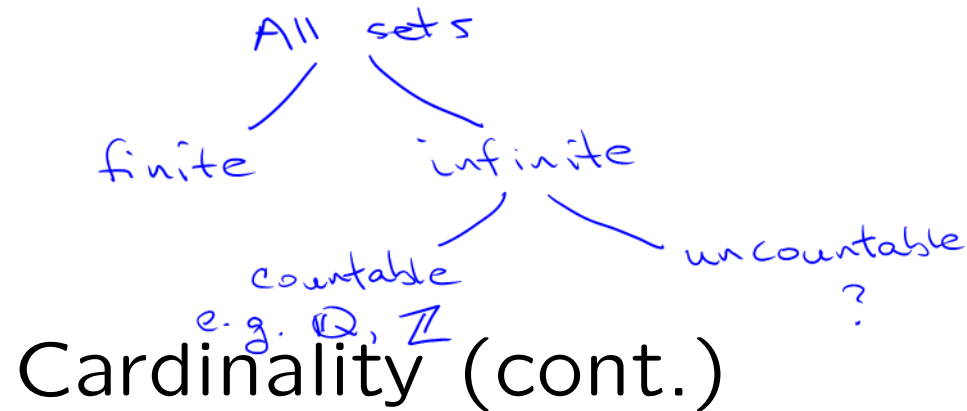 All sets
finite infinite
countable uncountable
e.g. ℚ, ℤ ?
Cardinality (cont.)